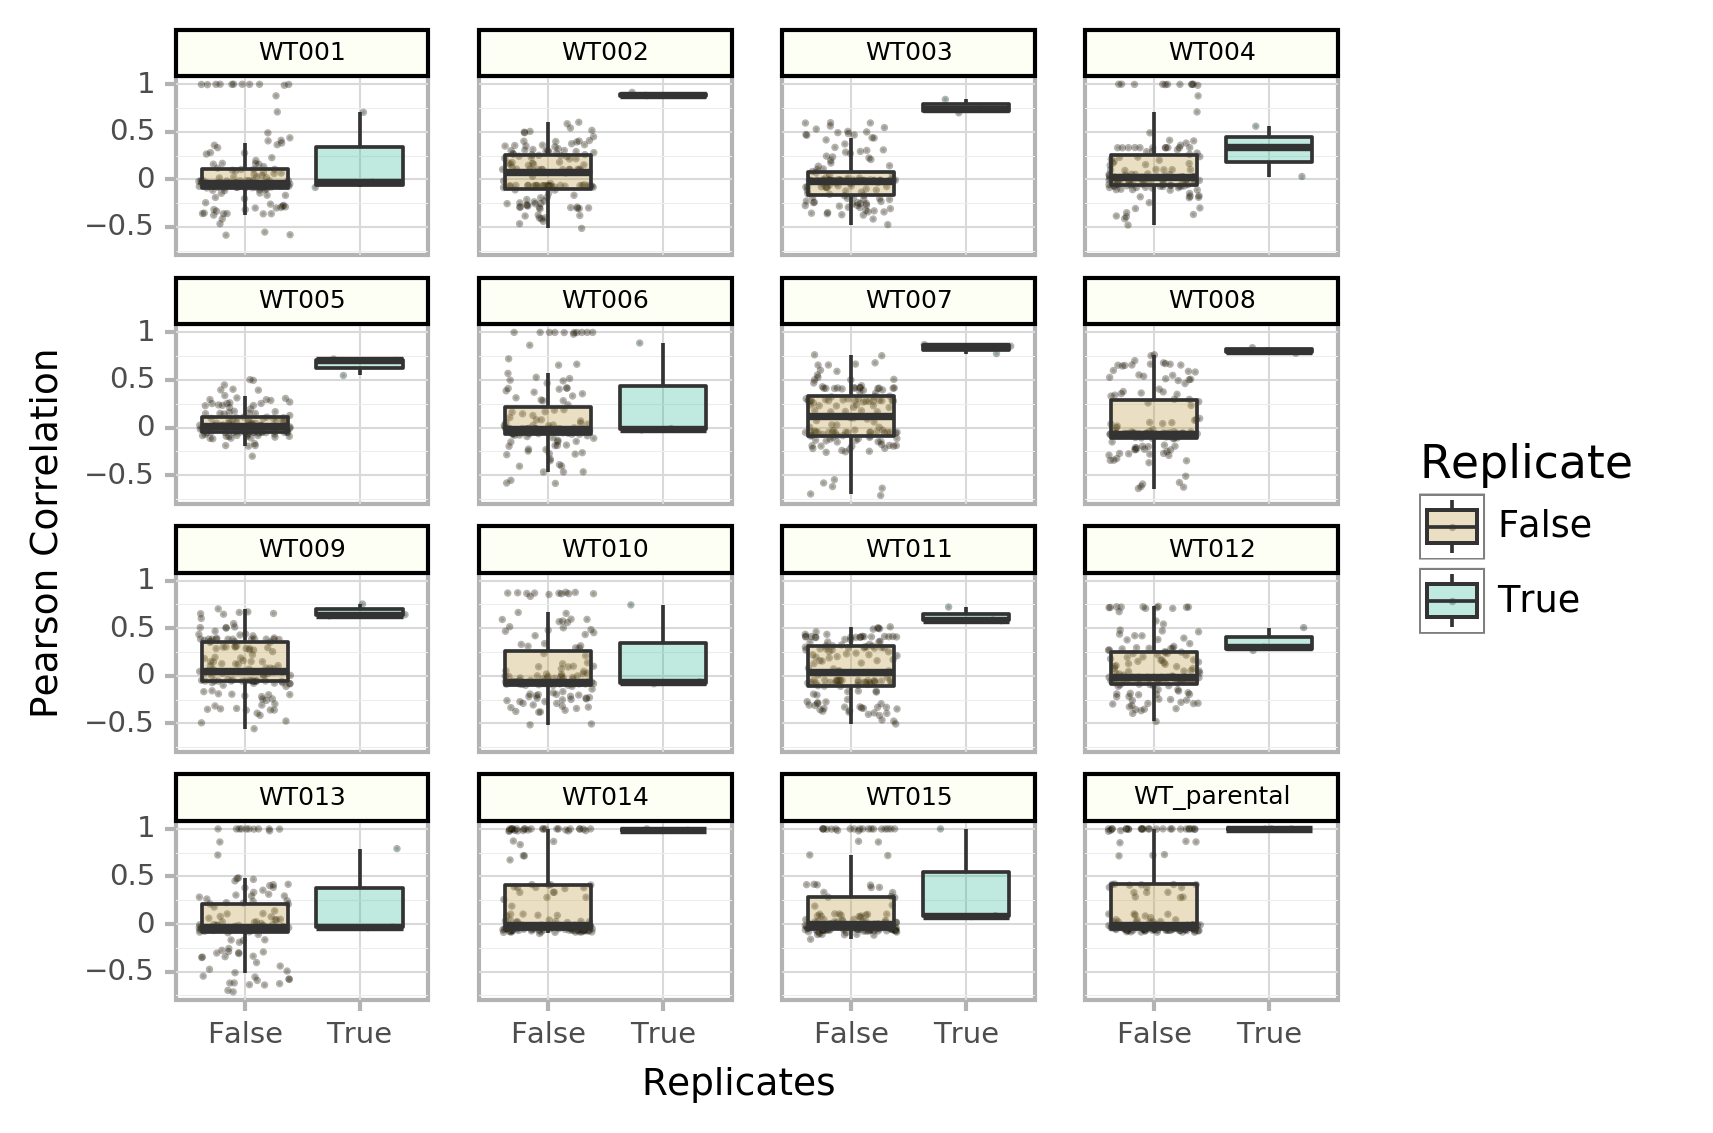 WT001 WT002 WT003 WT004
1
0.5
0
−0.5
WT005 WT006 WT007 WT008
1
0.5
0
−0.5
WT009 WT010 WT011 WT012
1
0.5
0
−0.5
WT013 WT014 WT015 WT_parental
1
0.5
0
−0.5
False True False True False True False True
Replicates
Pearson Correlation
Replicate
False
True